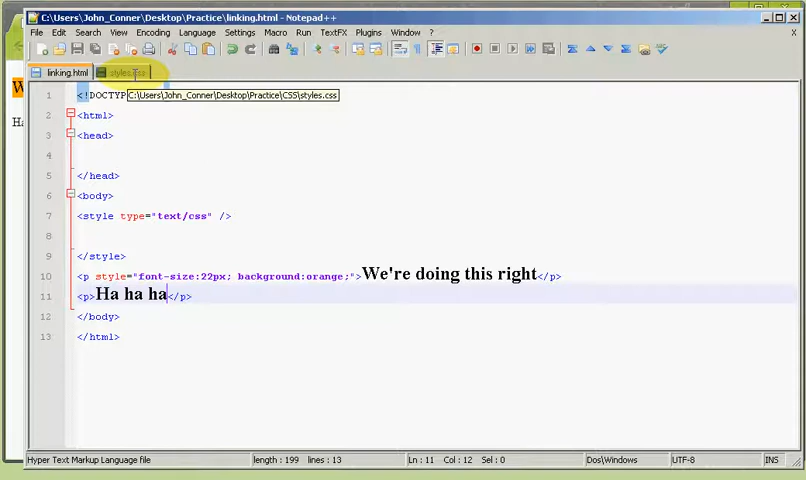 C:\Users\John_Conner\Desktop\Practice\linking.html - Notepad++
File Edit Search View Encoding Language Settings Macro Run TextFX Plugins Window ? X
linking.html styles.css
1 <!DOCTYP
C:\Users\John_Conner\Desktop\Practice\CSS\styles.css
2 <html>
3 <head>
4
5 </head>
6 <body>
7 <style type="text/css" />
8
9 </style>
10 <p style="font-size:22px; background:orange;">We're doing this right</p>
11 <p>Ha ha ha</p>
12 </body>
13 </html>
Hyper Text Markup Language file length : 199 lines : 13 Ln : 11 Col : 12 Sel : 0 Dos\Windows UTF-8 INS